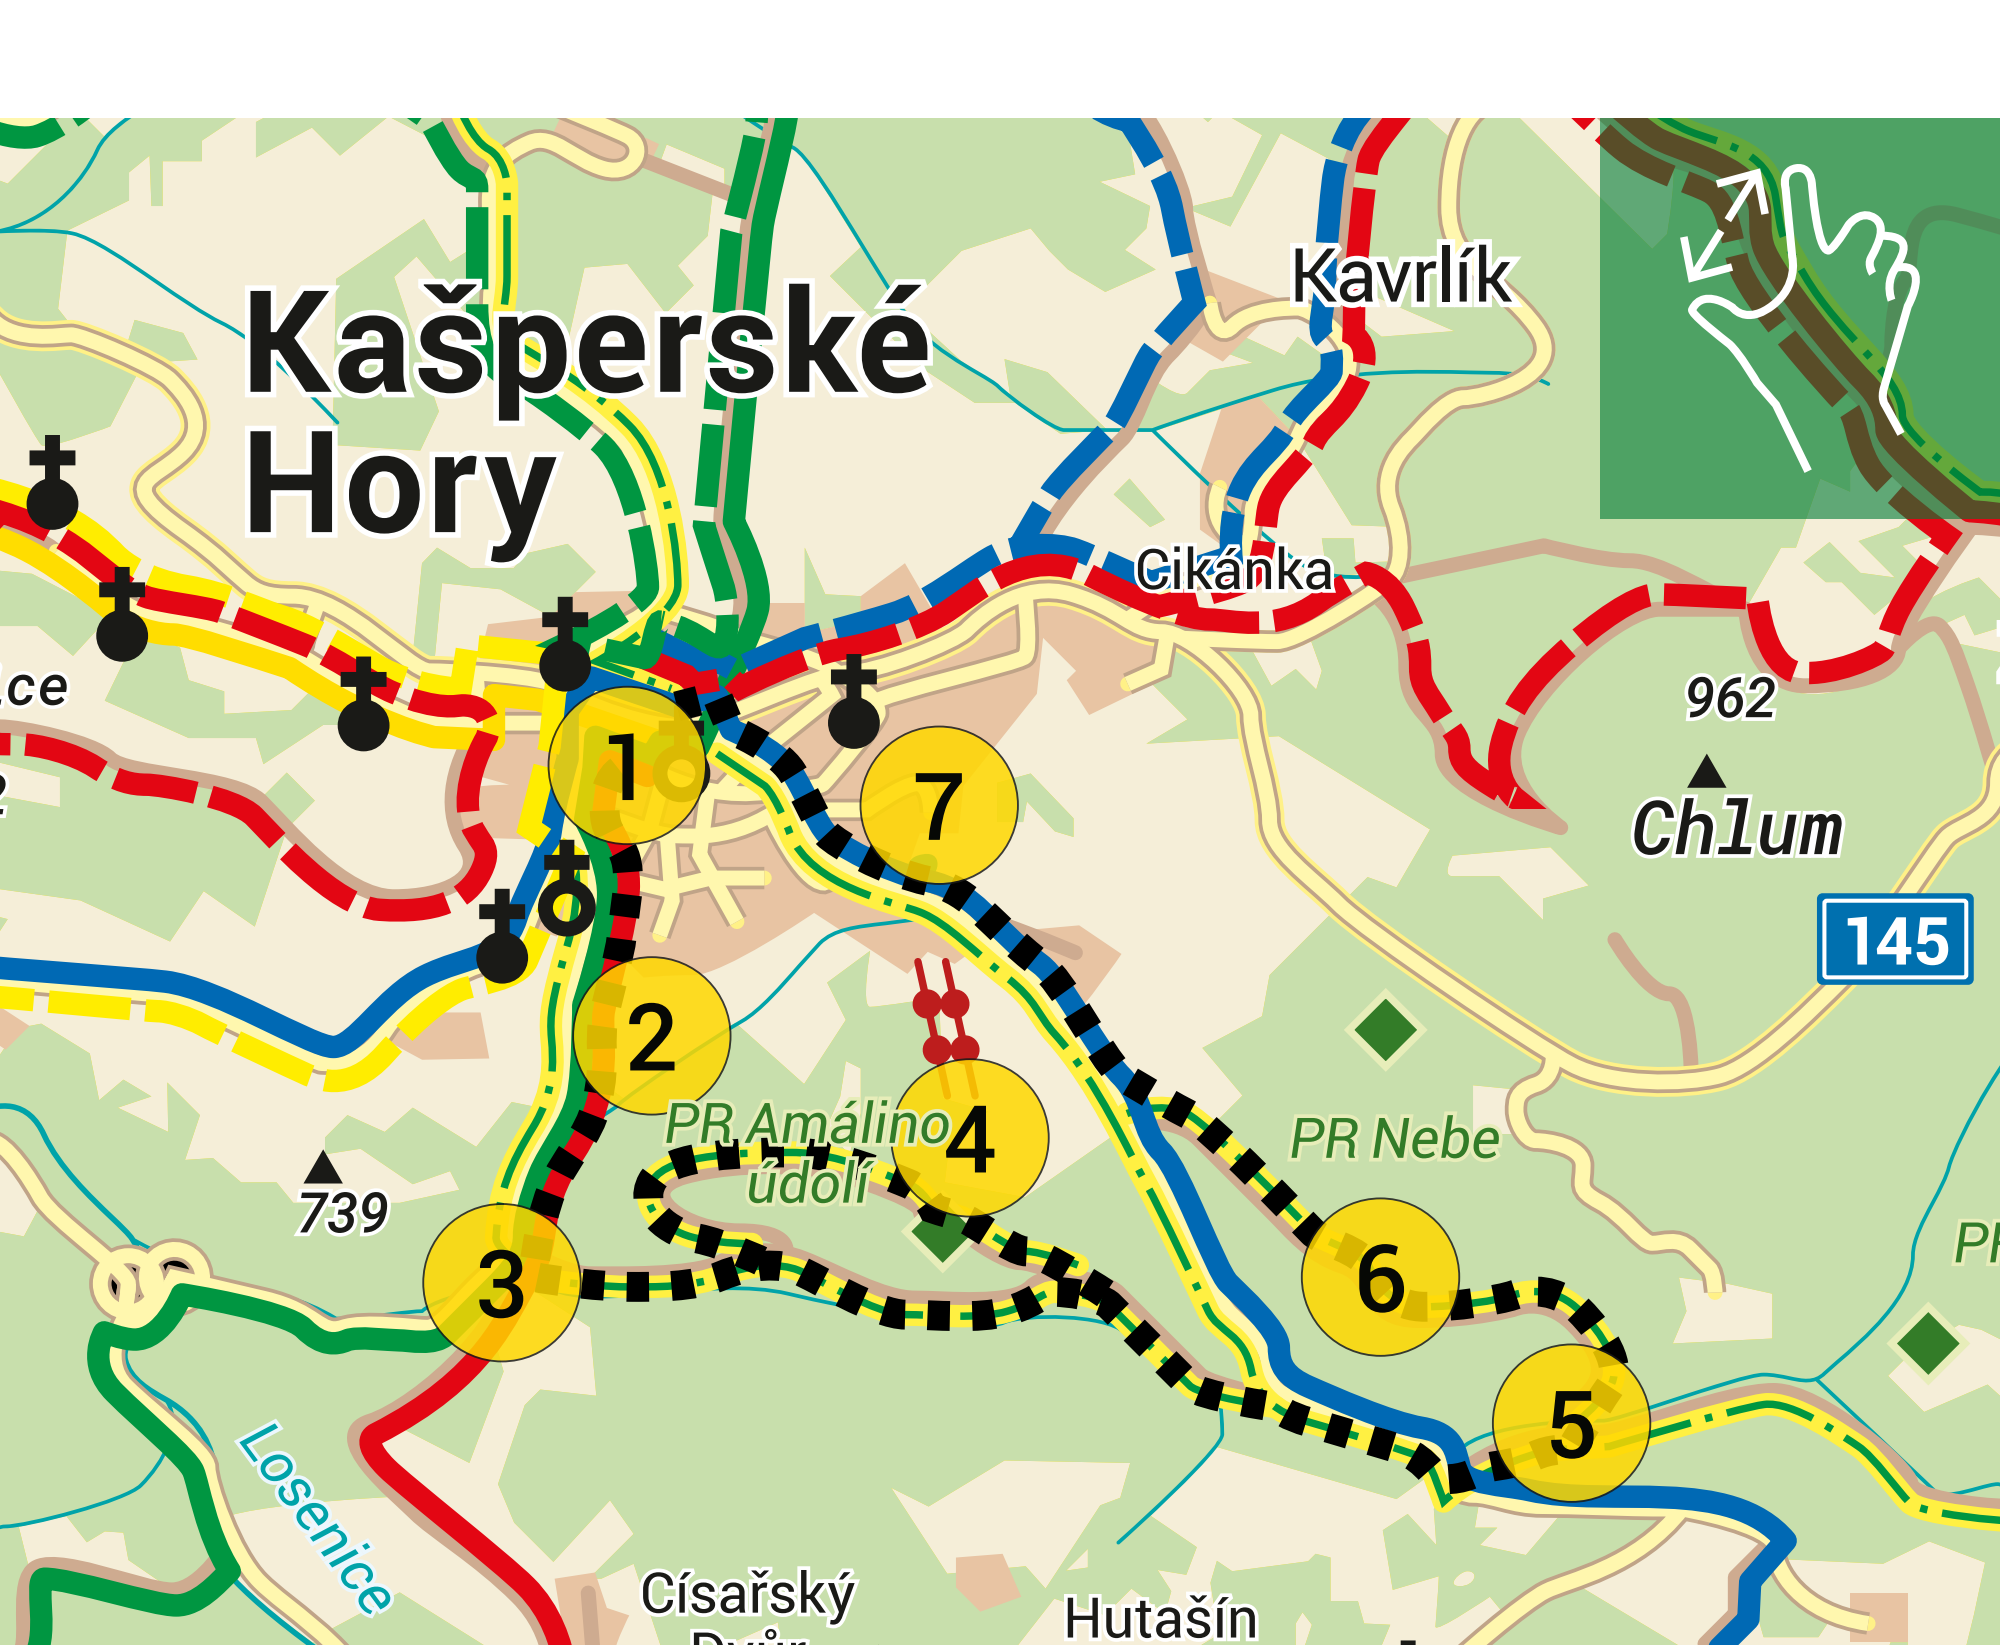 Kavrlík
Kašperské
Hory
Cikánka
962
Chlum
1
7
145
2
PR Amálino
údolí
4
PR Nebe
739
3
6
5
Losenice
Císařský
Hutašín